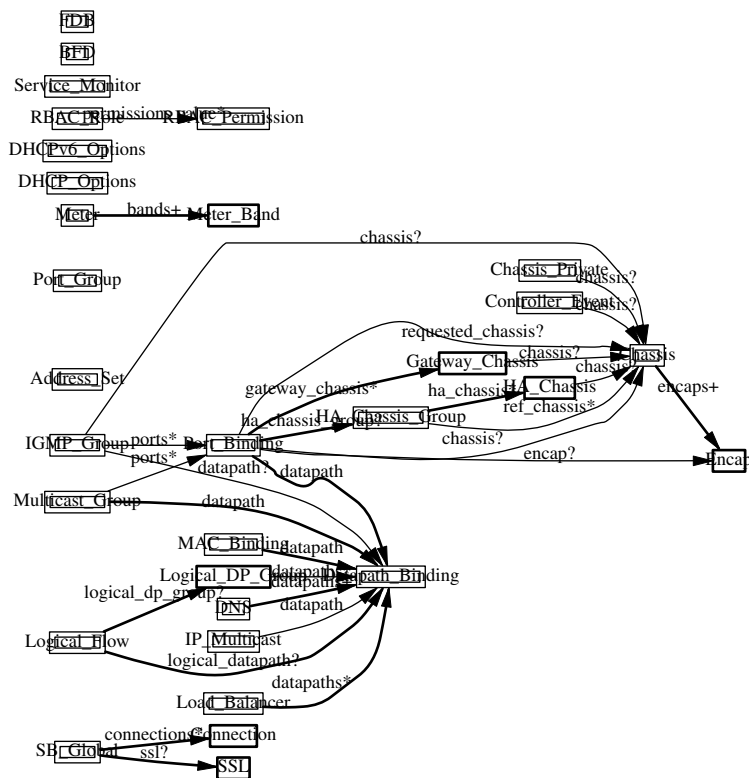 FDB
BFD
Service_Monitor
RBAC_Role
permissions value*
RBAC_Permission
DHCPv6_Options
DHCP_Options
Meter
bands+
Meter_Band
chassis?
Chassis_Private
chassis?
Port_Group
Controller_Event
chassis?
requested_chassis?
Gateway_Chassis
chassis?
Chassis
Address_Set
gateway_chassis*
ha_chassis*
HA_Chassis
chassis?
encaps+
ref_chassis*
HA_Chassis_Group
ha_chassis_group?
IGMP_Group
ports*
Port_Binding
chassis?
ports*
datapath?
datapath
encap?
Encap
Multicast_Group
datapath
MAC_Binding
datapath
Logical_DP_Group
datapaths*
Datapath_Binding
logical_dp_group?
DNS
datapaths+
datapath
Logical_Flow
IP_Multicast
logical_datapath?
datapaths*
Load_Balancer
connections*
Connection
SB_Global
ssl?
SSL